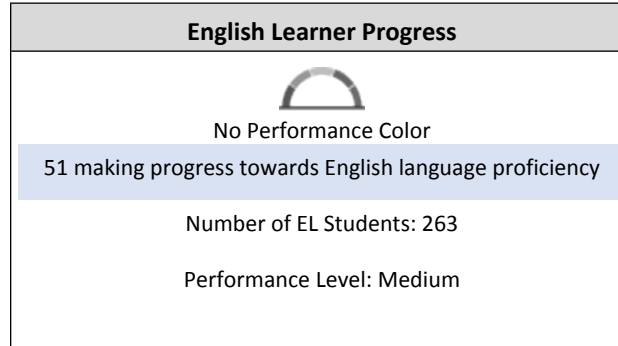 English Learner Progress
No Performance Color
51 making progress towards English language proficiency
Number of EL Students: 263
Performance Level: Medium